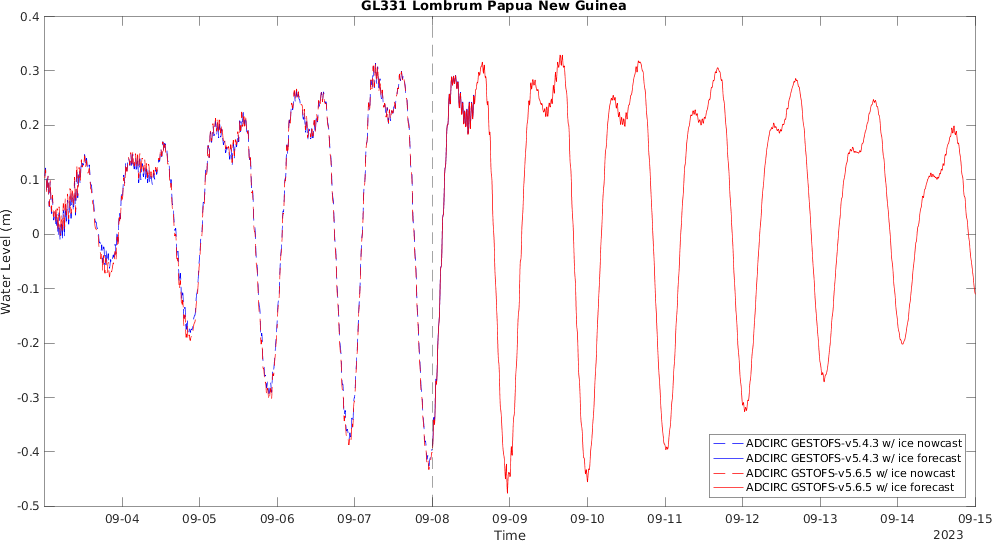 GL331 Lombrum Papua New Guinea
0.4
0.3
0.2
0.1
0
-0.1
-0.2
-0.3
-0.4
-0.5
Water Level (m)
ADCIRC GESTOFS-v5.4.3 w/ ice nowcast
ADCIRC GESTOFS-v5.4.3 w/ ice forecast
ADCIRC GSTOFS-v5.6.5 w/ ice nowcast
ADCIRC GSTOFS-v5.6.5 w/ ice forecast
09-04 09-05 09-06 09-07 09-08 09-09 09-10 09-11 09-12 09-13 09-14 09-15
Time
2023